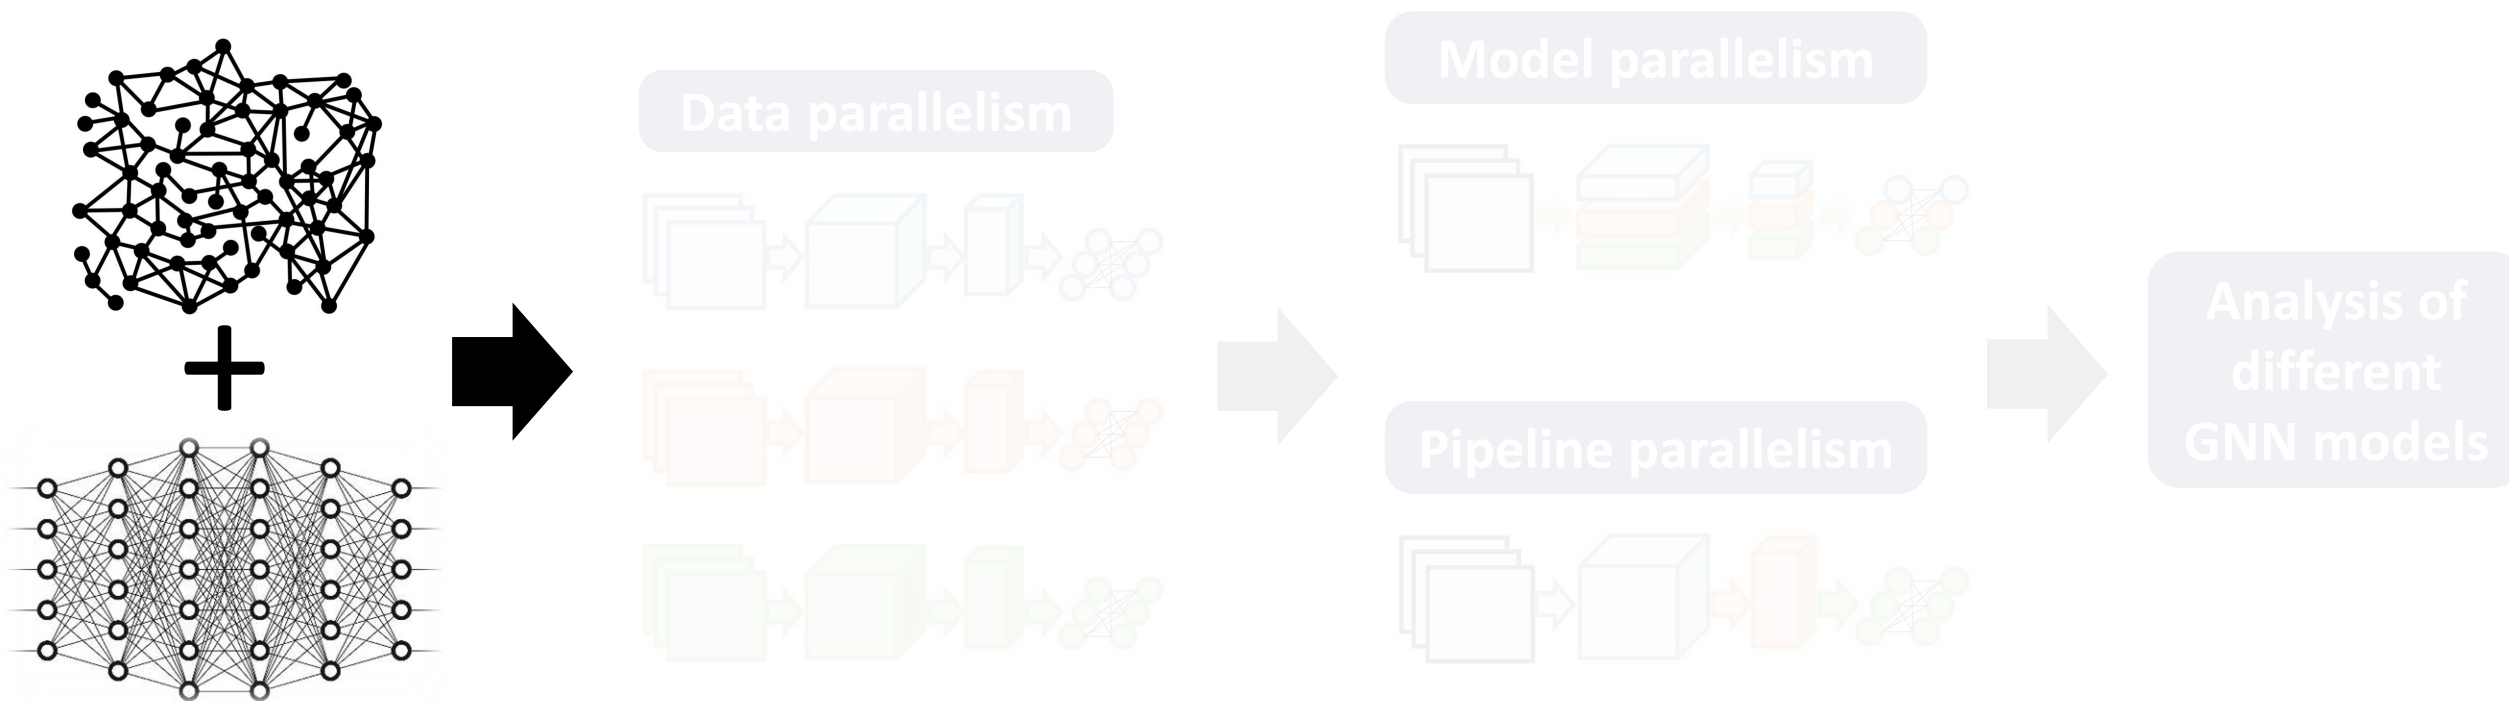 Data parallelism
Model parallelism
Pipeline parallelism
Analysis of
different
GNN models